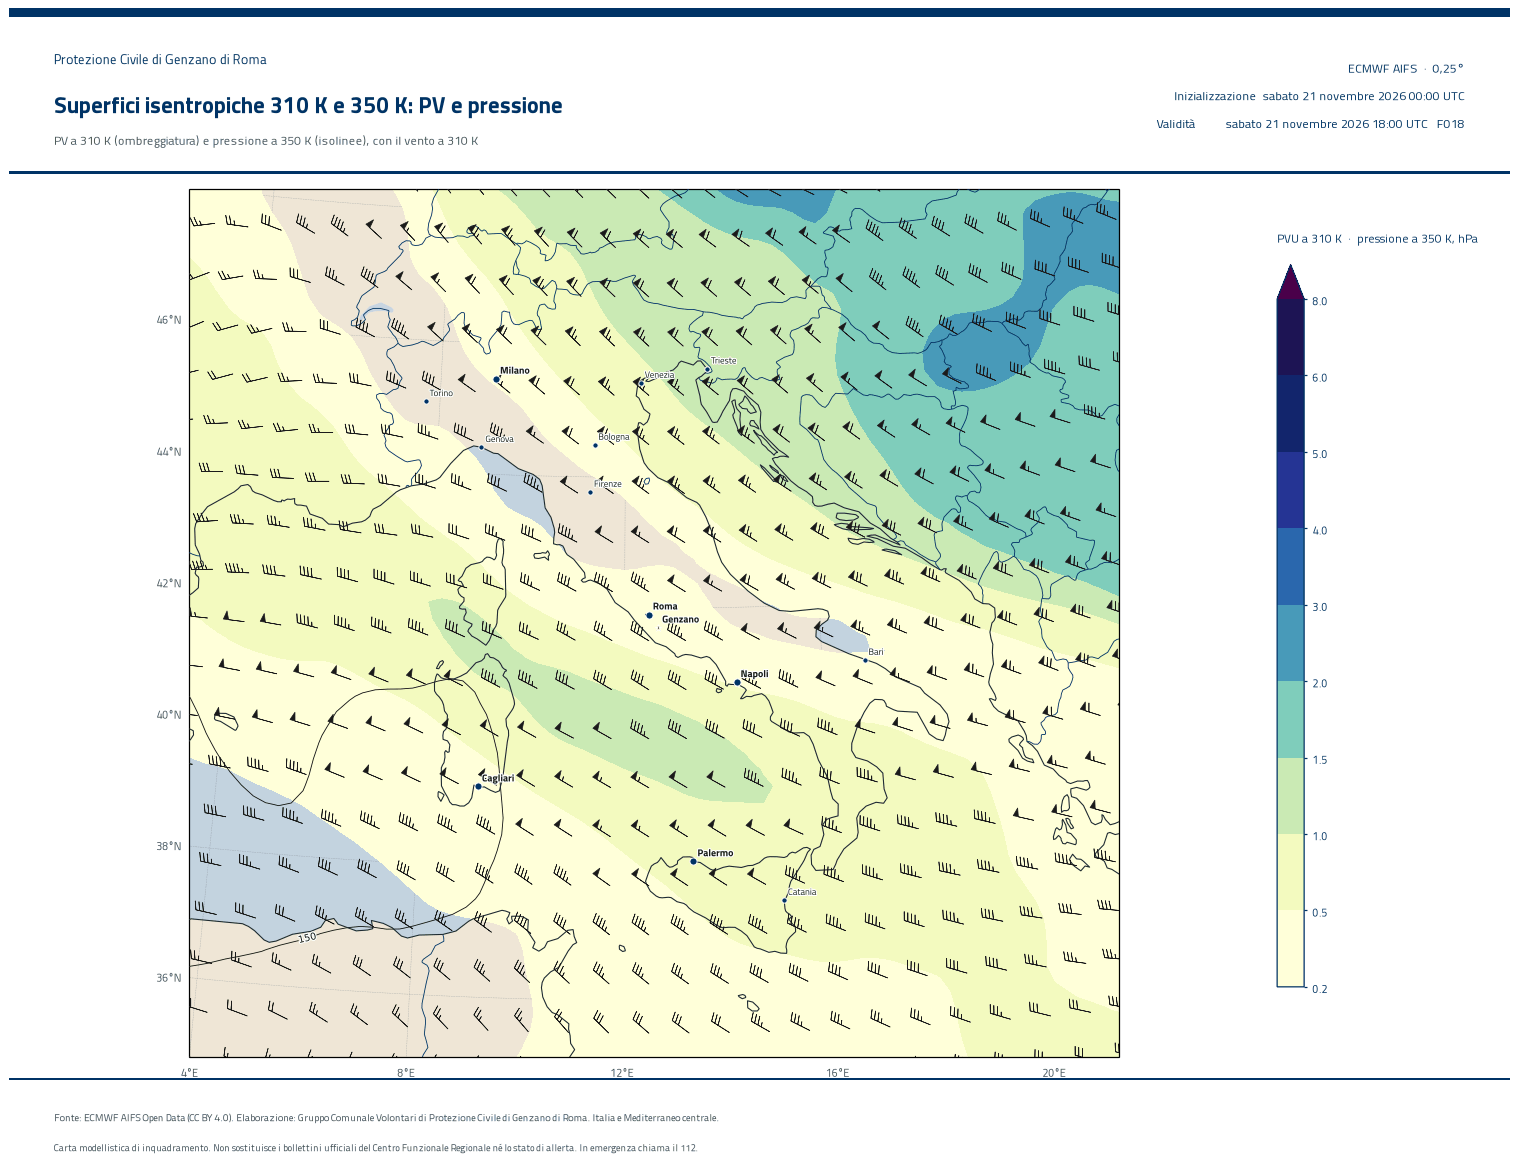 Protezione Civile di Genzano di Roma
Superfici isentropiche 310 K e 350 K: PV e pressione
PV a 310 K (ombreggiatura) e pressione a 350 K (isolinee), con il vento a 310 K
ECMWF AIFS · 0,25°
Inizializzazione sabato 21 novembre 2026 00:00 UTC
Validità sabato 21 novembre 2026 18:00 UTC F018
PVU a 310 K · pressione a 350 K, hPa
8.0
6.0
5.0
4.0
3.0
2.0
1.5
1.0
0.5
0.2
46°N
44°N
42°N
40°N
38°N
36°N
4°E
8°E
12°E
16°E
20°E
Trieste
Milano
Venezia
Torino
Genova
Bologna
Firenze
Roma
Genzano
Bari
Napoli
Cagliari
Palermo
Catania
150
Fonte: ECMWF AIFS Open Data (CC BY 4.0). Elaborazione: Gruppo Comunale Volontari di Protezione Civile di Genzano di Roma. Italia e Mediterraneo centrale.
Carta modellistica di inquadramento. Non sostituisce i bollettini ufficiali del Centro Funzionale Regionale né lo stato di allerta. In emergenza chiama il 112.